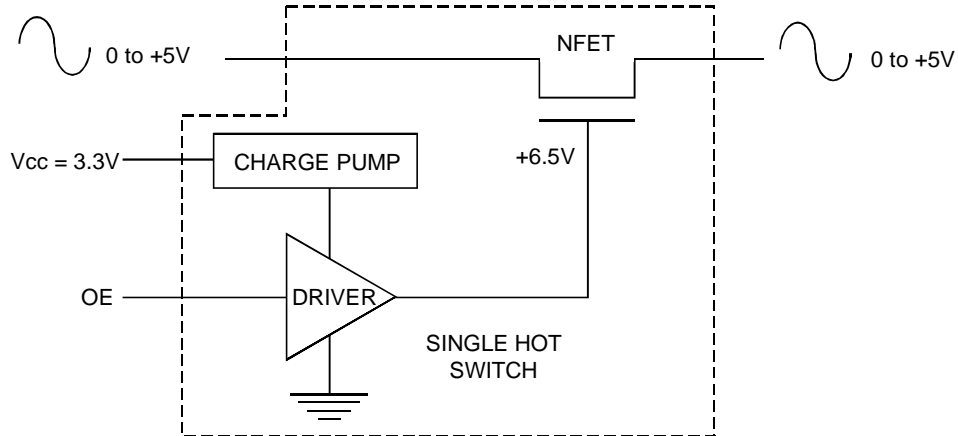 0 to +5V
NFET
0 to +5V
Vcc = 3.3V
CHARGE PUMP
+6.5V
OE
DRIVER
SINGLE HOT
SWITCH